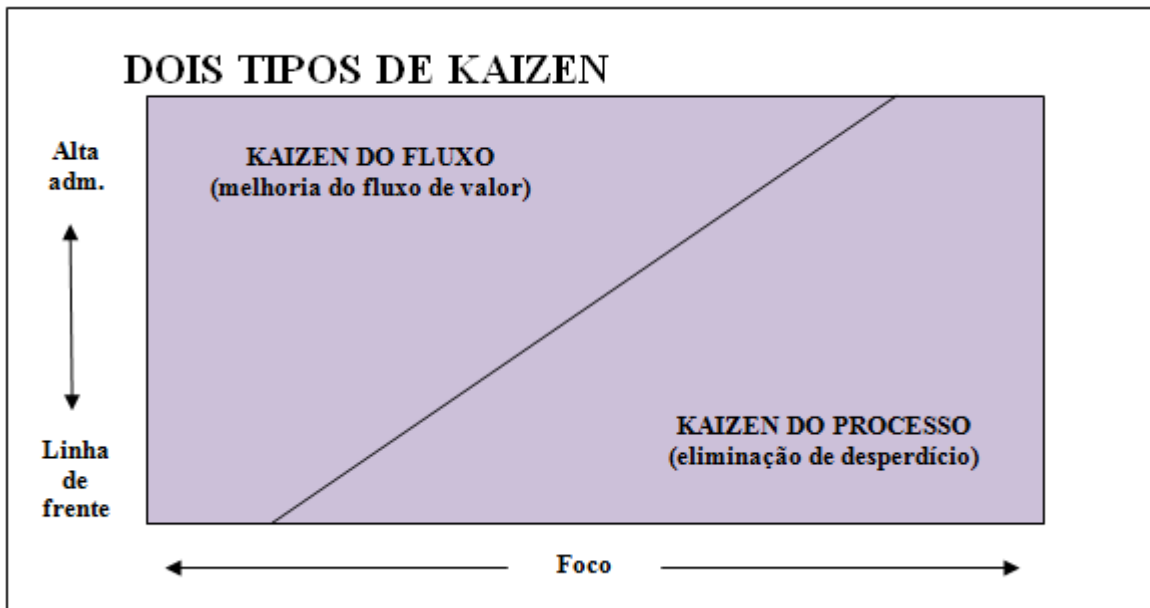 DOIS TIPOS DE KAIZEN
Alta
adm.
KAIZEN DO FLUXO
(melhoria do fluxo de valor)
KAIZEN DO PROCESSO
(eliminação de desperdício)
Linha
de
frente
Foco